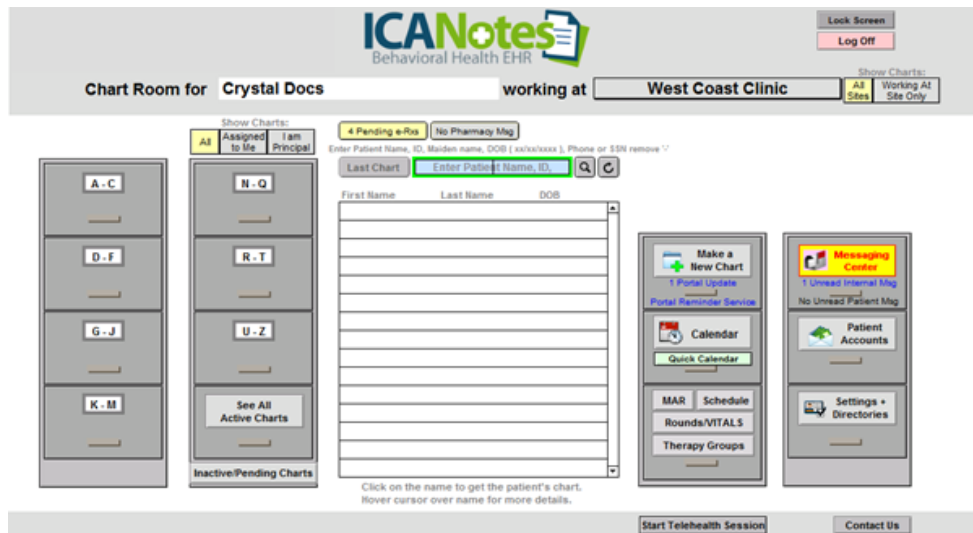 ICANotes
Behavioral Health EHR
Lock Screen
Log Off
Chart Room for Crystal Docs working at West Coast Clinic
Show Charts:
All Sites
Working At Site Only
Show Charts:
All
Assigned to Me
I am Principal
4 Pending e-Rxs
No Pharmacy Msg
Enter Patient Name, ID, Maiden name, DOB ( xx/xx/xxxx ), Phone or SSN remove '-'
Last Chart
Enter Patient Name, ID,
First Name Last Name DOB
A - C
D - F
G - J
K - M
N - Q
R - T
U - Z
See All
Active Charts
Inactive/Pending Charts
Click on the name to get the patient's chart.
Hover cursor over name for more details.
Make a
New Chart
1 Portal Update
Portal Reminder Service
Calendar
Quick Calendar
MAR
Schedule
Rounds/VITALS
Therapy Groups
Messaging
Center
1 Unread Internal Msg
No Unread Patient Msg
Patient
Accounts
Settings +
Directories
Start Telehealth Session
Contact Us